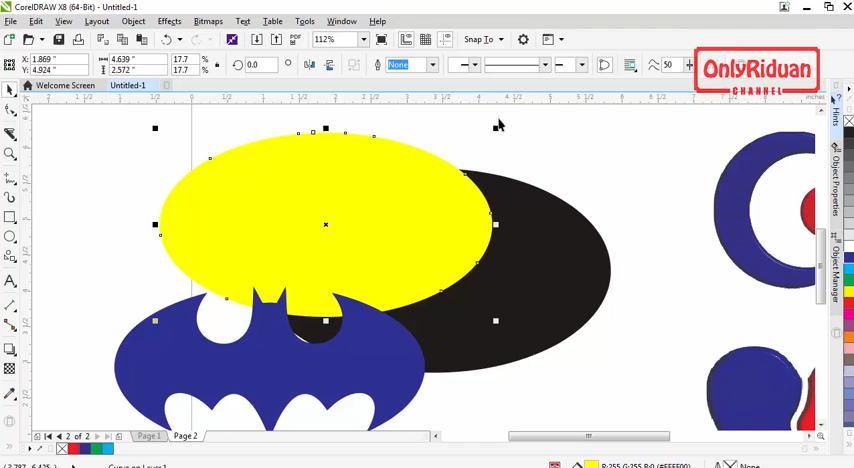 CorelDRAW X8 (64-Bit) - Untitled-1
File Edit View Layout Object Effects Bitmaps Text Table Tools Window Help
PDF 112% Snap To
X: 1.869 " 4.639 " 17.7 % 0.0 ° None 50
Y: 4.924 " 2.572 " 17.7 %
OnlyRiduan
CHANNEL
Welcome Screen Untitled-1
inches
Hints
Object Properties
Object Manager
2 of 2 Page 1 Page 2
Curve on Layer 1 R:255 G:255 B:0 (#FFFF00) None